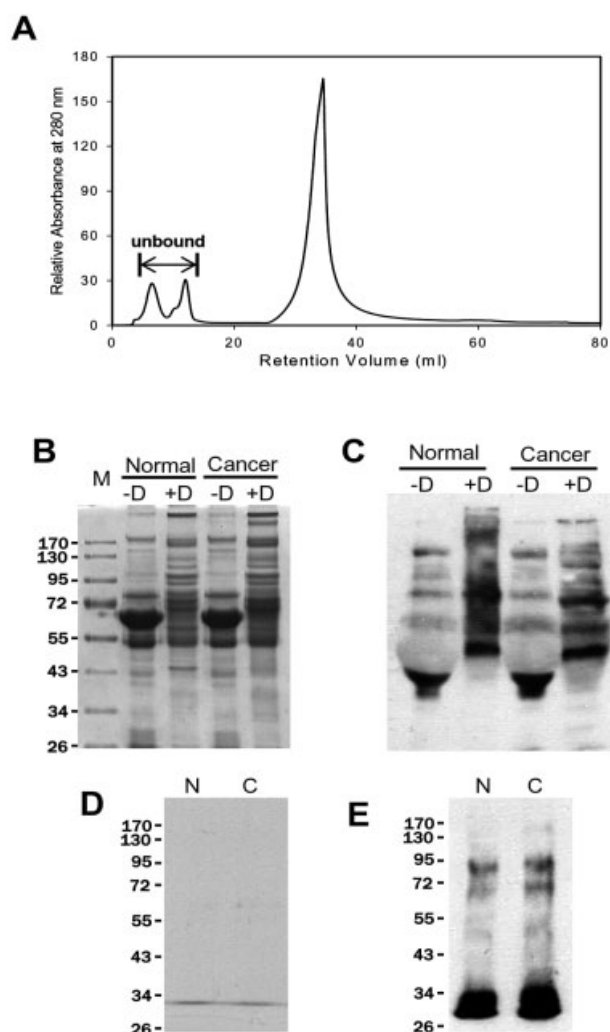 A
Relative Absorbance at 280 nm
180
150
120
90
60
30
0
unbound
0 20 40 60 80
Retention Volume (ml)
B
M
Normal Cancer
-D +D -D +D
170
130
95
72
55
43
34
26
C
Normal Cancer
-D +D -D +D
D
N C
170
130
95
72
55
43
34
26
E
N C
170
130
95
72
55
43
34
26